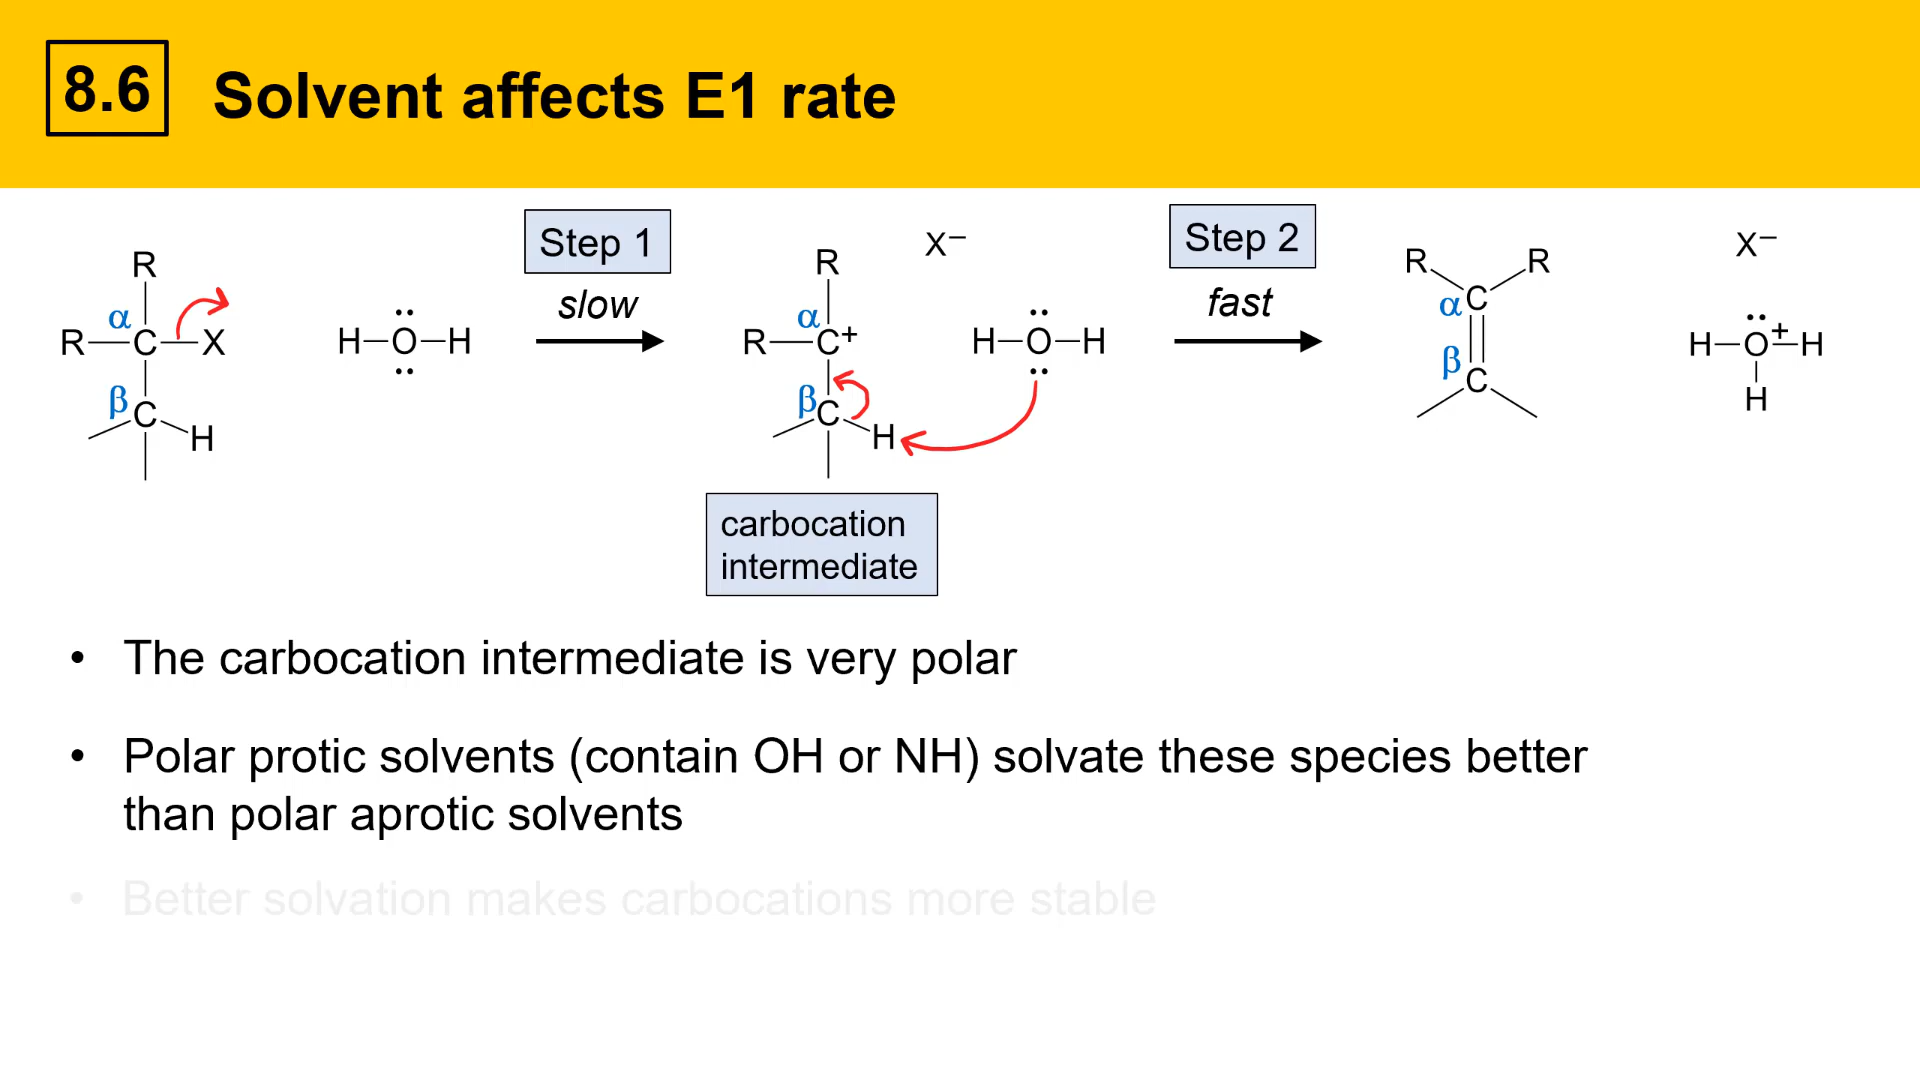 8.6 Solvent affects E1 rate
Step 1
slow
Step 2
fast
R
α
R C X
β
C
H
H O H
R
X–
α
R C+
β
C
H
H O H
R R
α C
β
C
X–
H O+ H
H
carbocation
intermediate
• The carbocation intermediate is very polar
• Polar protic solvents (contain OH or NH) solvate these species better
than polar aprotic solvents
• Better solvation makes carbocations more stable